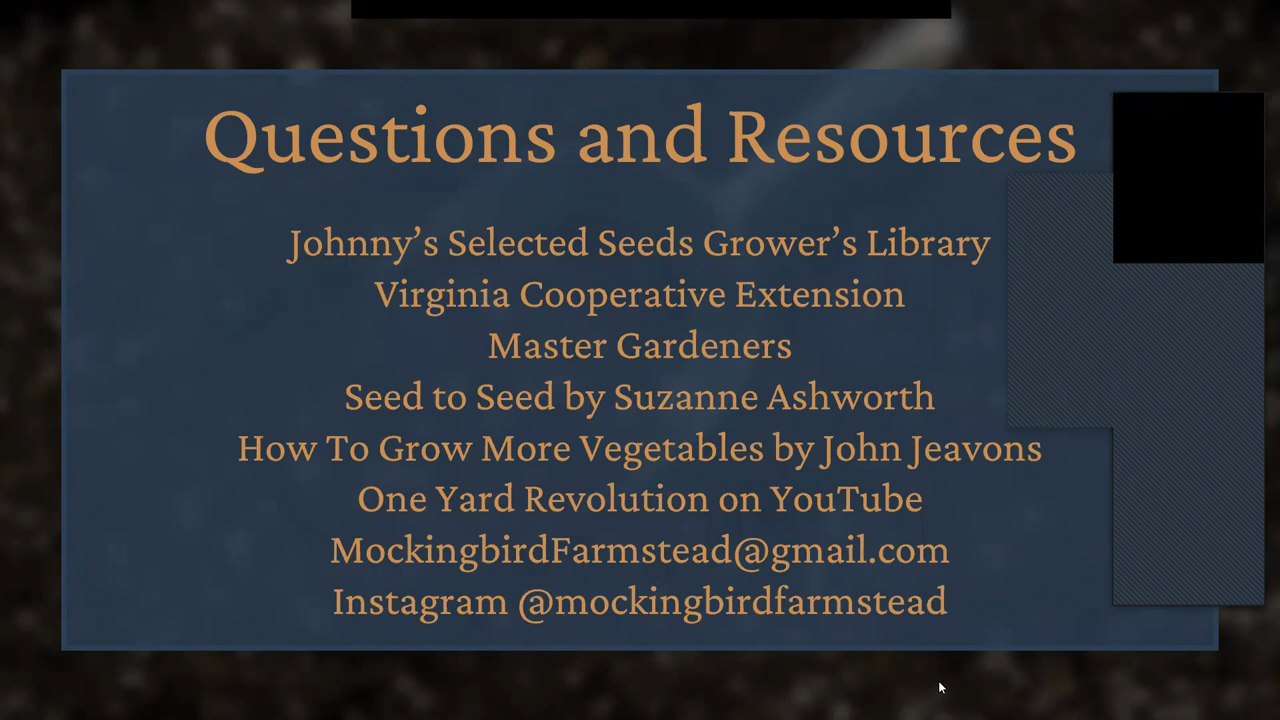 Questions and Resources
Johnny’s Selected Seeds Grower’s Library
Virginia Cooperative Extension
Master Gardeners
Seed to Seed by Suzanne Ashworth
How To Grow More Vegetables by John Jeavons
One Yard Revolution on YouTube
MockingbirdFarmstead@gmail.com
Instagram @mockingbirdfarmstead